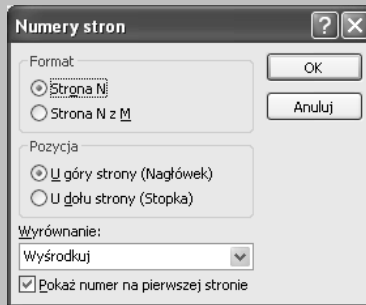 Numery stron
Format
OK
Strona N
Anuluj
Strona N z M
Pozycja
U góry strony (Nagłówek)
U dołu strony (Stopka)
Wyrównanie:
Wyśrodkuj
Pokaż numer na pierwszej stronie